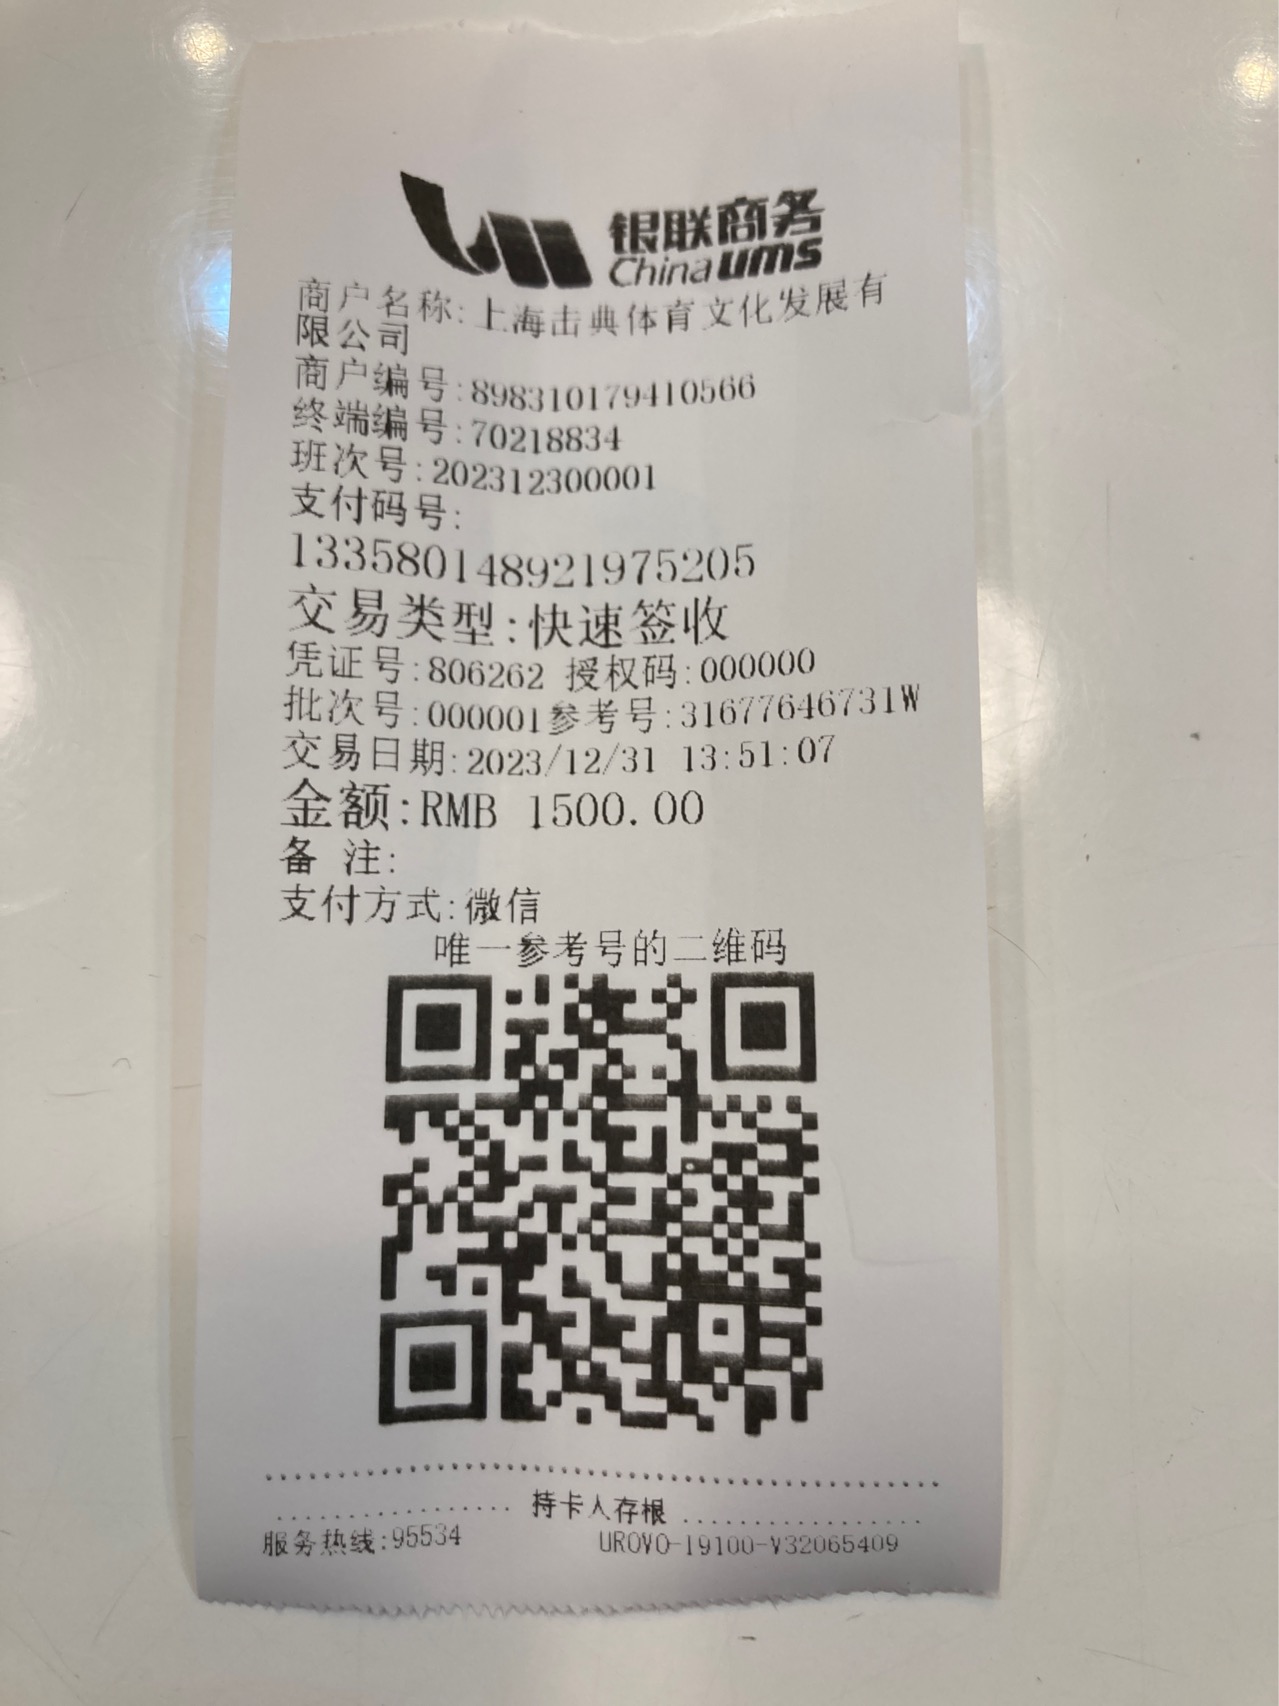 银联商务
Chinaums
商户名称:上海击典体育文化发展有
限公司
商户编号:898310179410566
终端编号:70218834
班次号:202312300001
支付码号:
133580148921975205
交易类型:快速签收
凭证号:806262 授权码:000000
批次号:000001参考号:31677646731W
交易日期:2023/12/31 13:51:07
金额:RMB 1500.00
备 注:
支付方式:微信
唯一参考号的二维码
持卡人存根
服务热线:95534 UROVO-19100-V32065409